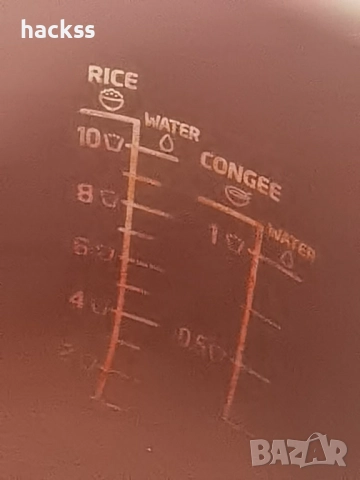 hackss
RICE
WATER
10
CONGEE
8
WATER
1
6
4
0.5
2
BAZAR